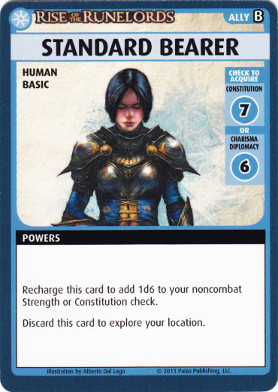 RISE OF THE RUNELORDS
ALLY B
STANDARD BEARER
HUMAN
BASIC
CHECK TO
ACQUIRE
CONSTITUTION
7
OR
CHARISMA
DIPLOMACY
6
POWERS
Recharge this card to add 1d6 to your noncombat
Strength or Constitution check.
Discard this card to explore your location.
Illustration by Alberto Dal Lago
© 2013 Paizo Publishing, LLC.